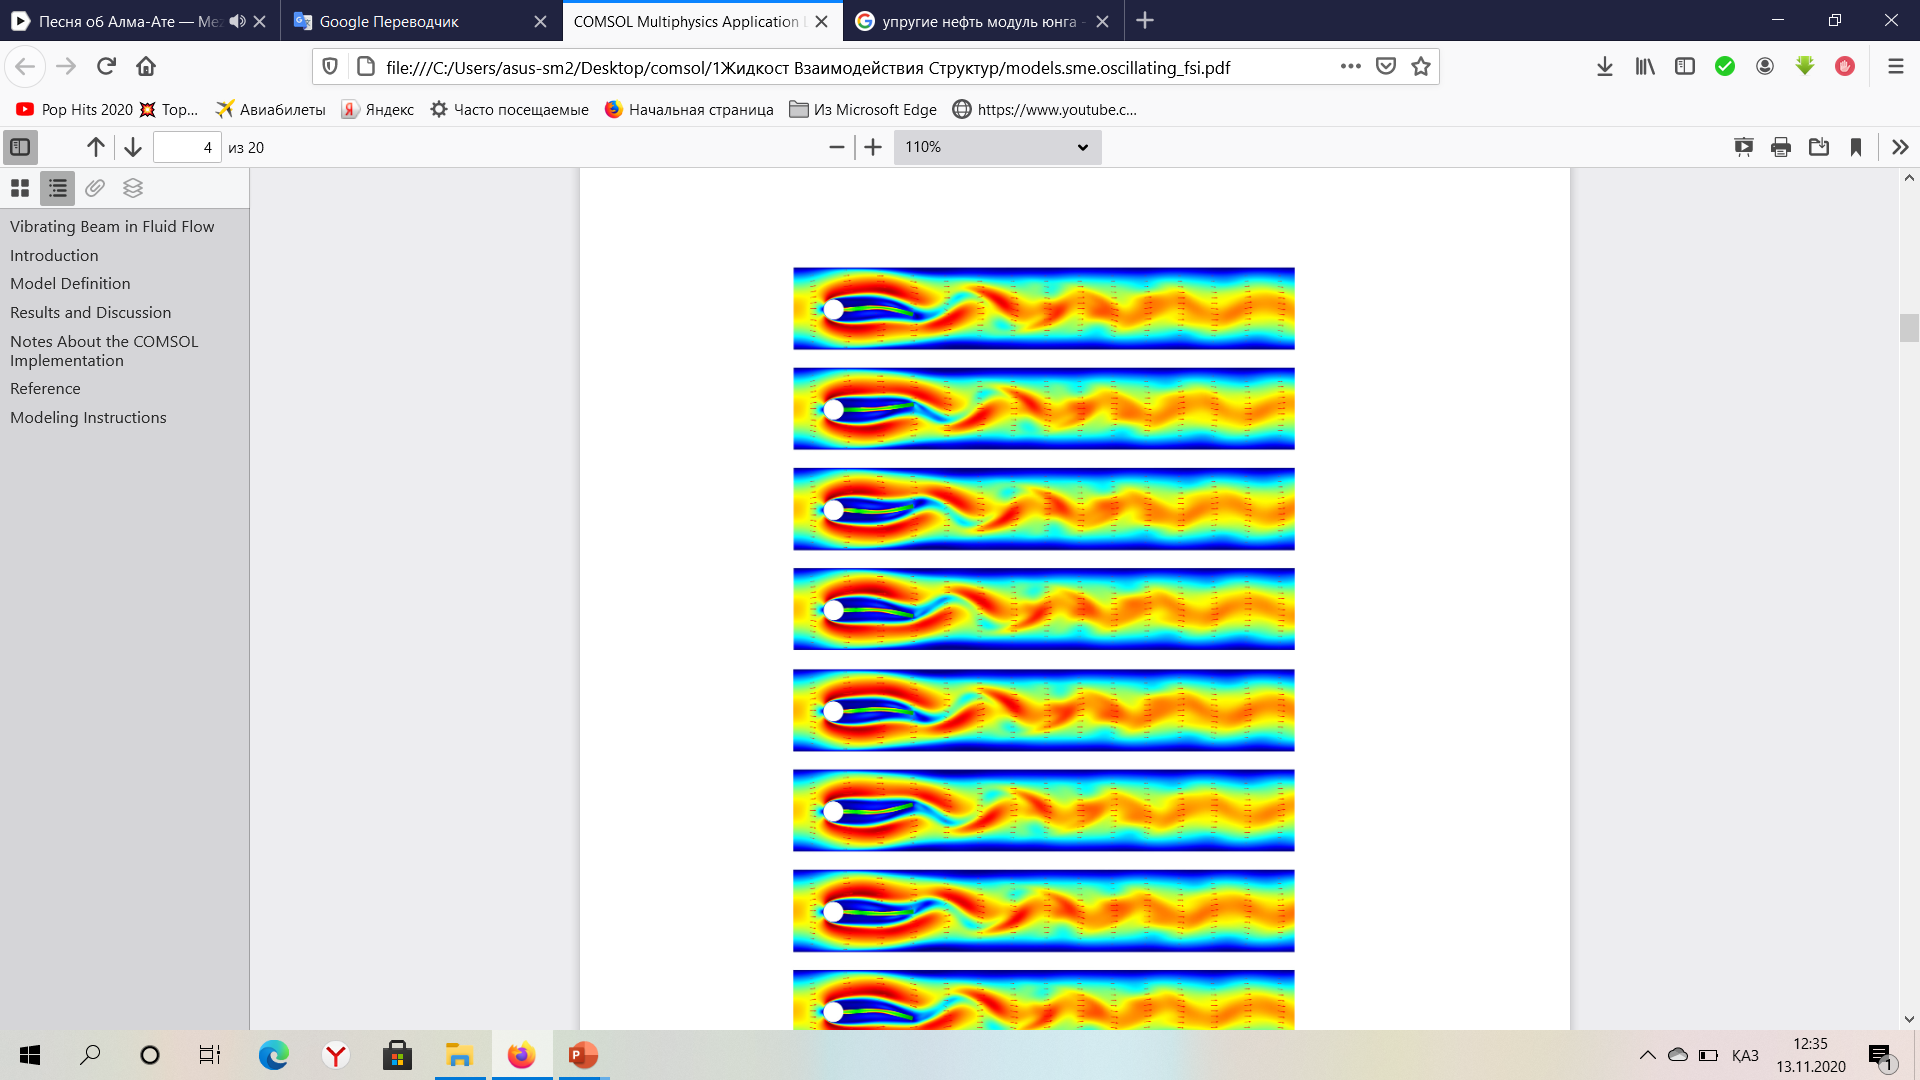 Песня об Алма-Ате — Me
Google Переводчик
COMSOL Multiphysics Application L
упругие нефть модуль юнга -
file:///C:/Users/asus-sm2/Desktop/comsol/1Жидкост Взаимодействия Структур/models.sme.oscillating_fsi.pdf
Pop Hits 2020 💥 Top...
Авиабилеты
Яндекс
Часто посещаемые
Начальная страница
Из Microsoft Edge
https://www.youtube.c...
4 из 20
110%
Vibrating Beam in Fluid Flow
Introduction
Model Definition
Results and Discussion
Notes About the COMSOL
Implementation
Reference
Modeling Instructions
ҚАЗ
12:35
13.11.2020
1